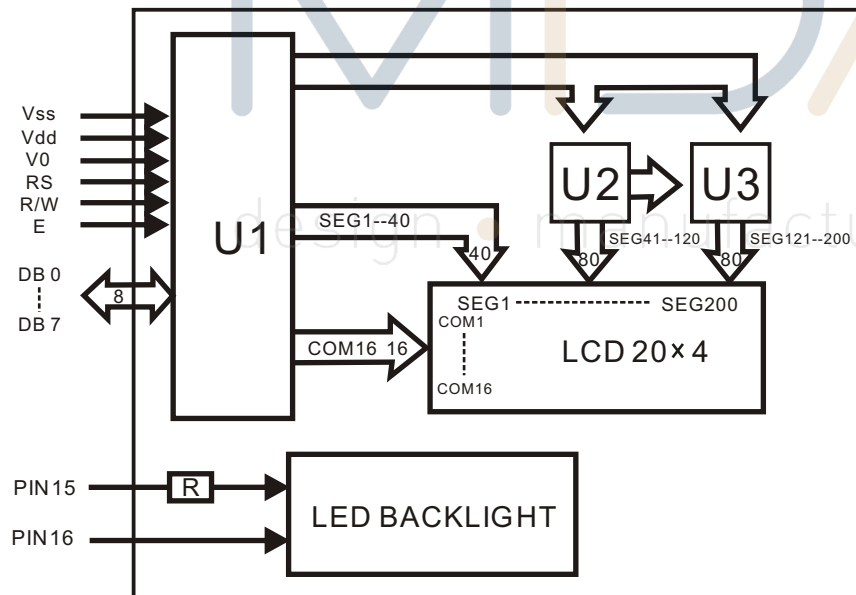 MDA
design • manufactu
Vss
Vdd
V0
RS
R/W
E
DB 0
DB 7
8
U1
U2
U3
SEG1--40
40
SEG41--120
80
SEG121--200
80
COM16 16
SEG1
SEG200
COM1
COM16
LCD 20×4
PIN15
R
PIN16
LED BACKLIGHT